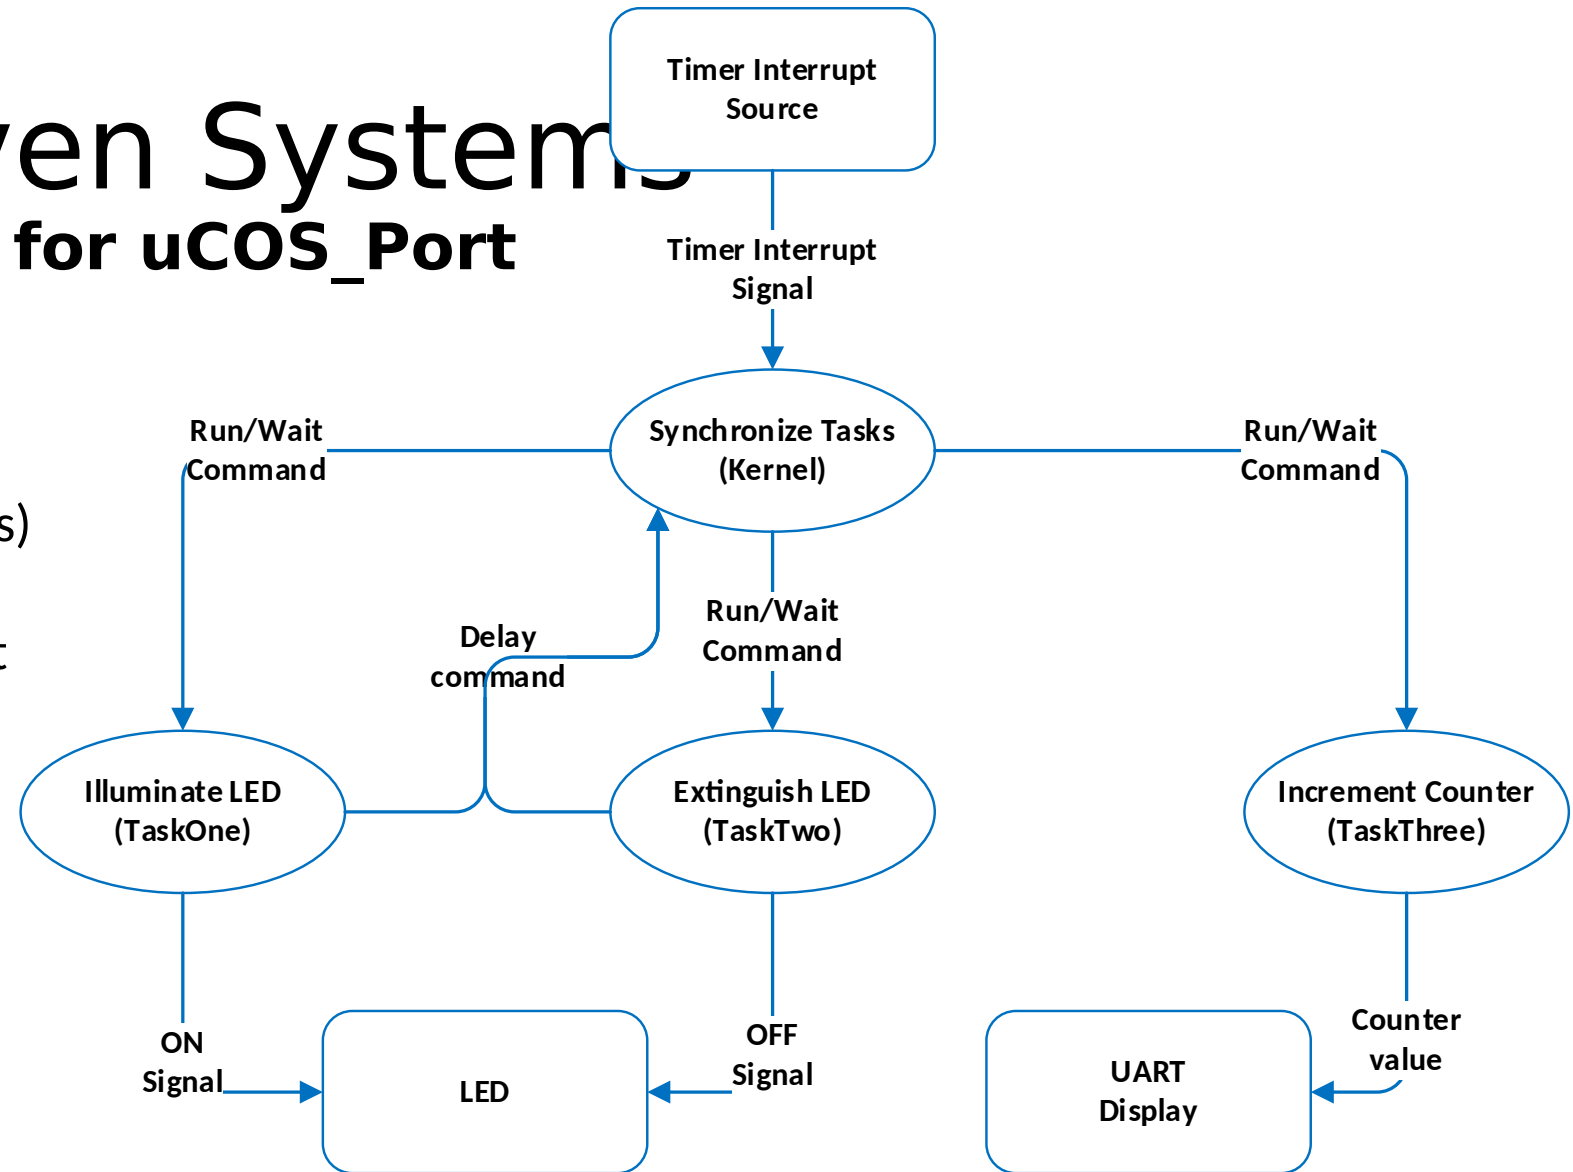 Timer Interrupt
Source
ven Systems
for uCOS_Port
Timer Interrupt
Signal
Run/Wait
Command
Synchronize Tasks
(Kernel)
Run/Wait
Command
s)
t
Delay
command
Run/Wait
Command
Illuminate LED
(TaskOne)
Extinguish LED
(TaskTwo)
Increment Counter
(TaskThree)
ON
Signal
LED
OFF
Signal
UART
Display
Counter
value